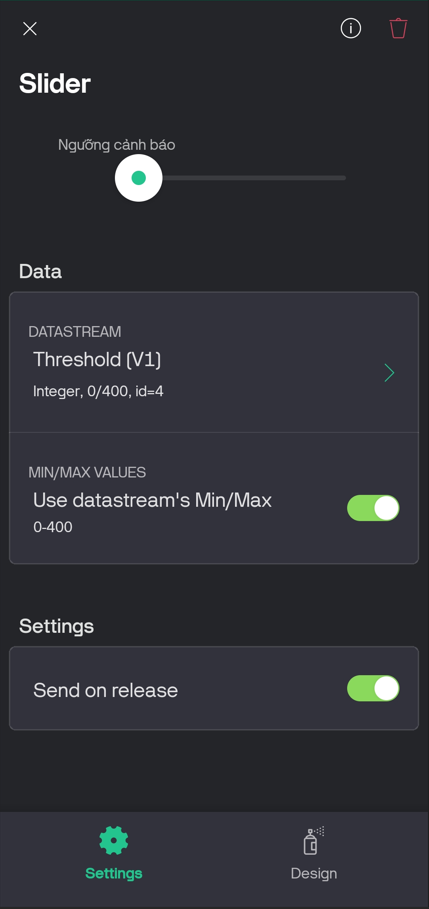 Slider
Ngưỡng cảnh báo
Data
DATASTREAM
Threshold (V1)
Integer, 0/400, id=4
MIN/MAX VALUES
Use datastream's Min/Max
0-400
Settings
Send on release
Settings
Design